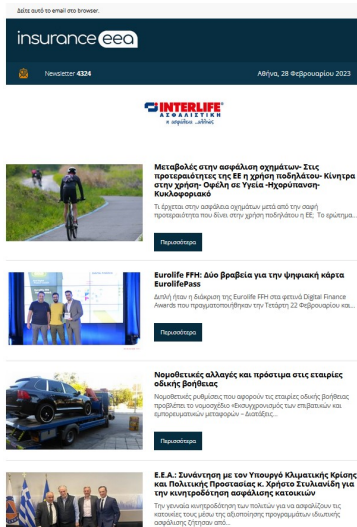 Δείτε αυτό το email στο browser.
insurance eea
Newsletter 4324
Αθήνα, 28 Φεβρουαρίου 2023
INTERLIFE
ΑΣΦΑΛΙΣΤΙΚΗ
η ασφάλεια ...αλλιώς
Μεταβολές στην ασφάλιση οχημάτων- Στις
προτεραιότητες της ΕΕ η χρήση ποδηλάτου- Κίνητρα
στην χρήση- Οφέλη σε Υγεία -Ηχορύπανση-
Κυκλοφοριακό
Τι έρχεται στην ασφάλεια οχημάτων μετά από την σαφή
προτεραιότητα που δίνει στην χρήση ποδηλάτου η ΕΕ; Το ερώτημα...
Περισσότερα
Eurolife FFH: Δύο βραβεία για την ψηφιακή κάρτα
EurolifePass
Διπλή ήταν η διάκριση της Eurolife FFH στα φετινά Digital Finance
Awards που πραγματοποιήθηκαν την Τετάρτη 22 Φεβρουαρίου και...
Περισσότερα
Νομοθετικές αλλαγές και πρόστιμα στις εταιρίες
οδικής βοήθειας
Νομοθετικές ρυθμίσεις που αφορούν τις εταιρίες οδικής βοήθειας
προβλέπει το νομοσχέδιο «Εκσυγχρονισμός των επιβατικών και
εμπορευματικών μεταφορών – Διατάξεις...
Περισσότερα
Ε.Ε.Α.: Συνάντηση με τον Υπουργό Κλιματικής Κρίσης
και Πολιτικής Προστασίας κ. Χρήστο Στυλιανίδη για
την κινητροδότηση ασφάλισης κατοικιών
Την γενναία κινητροδότηση των πολιτών για να ασφαλίζουν τις
κατοικίες τους μέσω της αξιοποίησης προγραμμάτων ιδιωτικής
ασφάλισης ζήτησαν από...